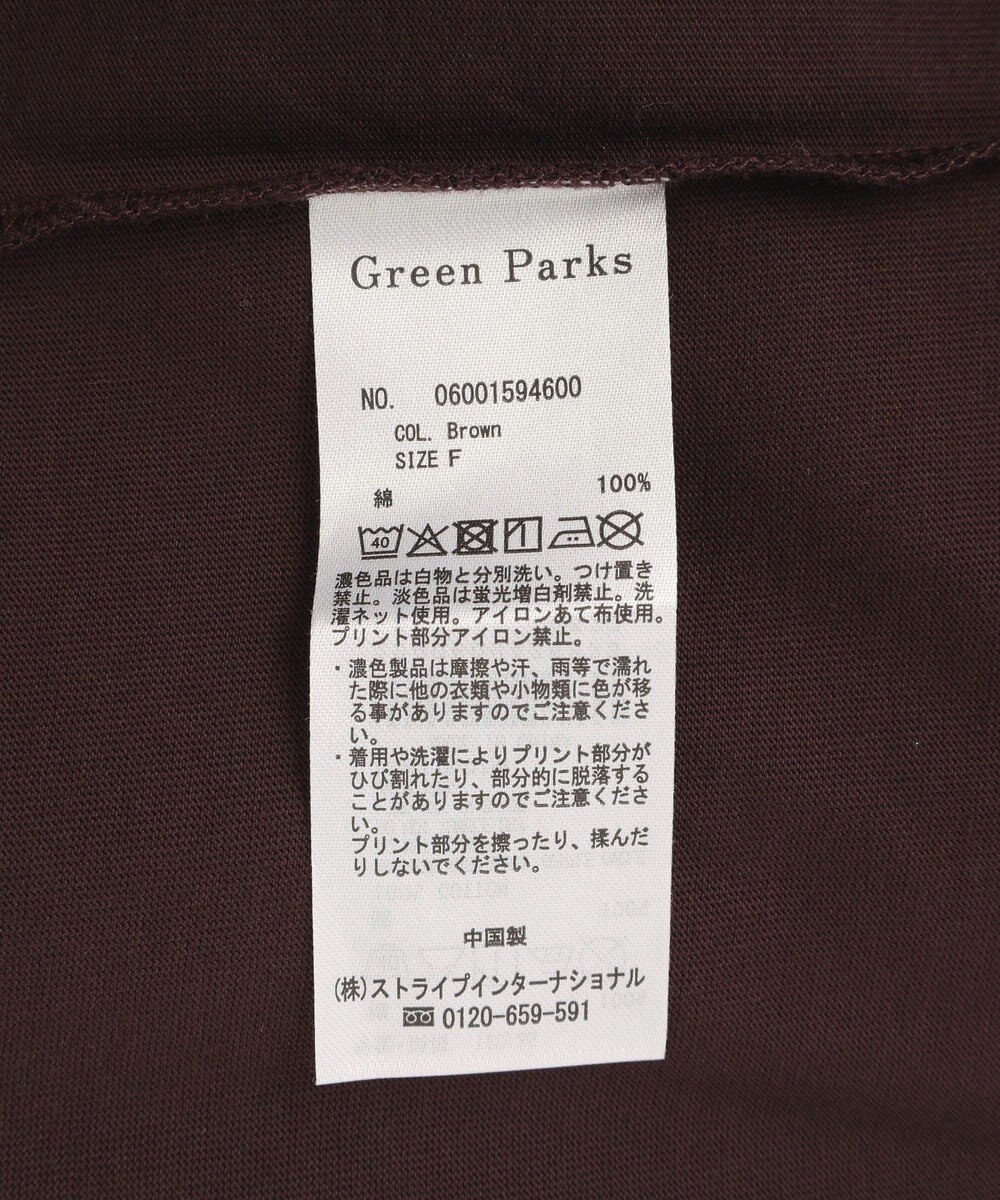 Green Parks
NO. 06001594600
COL. Brown
SIZE F
綿 100%
40
濃色品は白物と分別洗い。つけ置き
禁止。淡色品は蛍光増白剤禁止。洗
濯ネット使用。アイロンあて布使用。
プリント部分アイロン禁止。
・濃色製品は摩擦や汗、雨等で濡れ
た際に他の衣類や小物類に色が移
る事がありますのでご注意くださ
い。
・着用や洗濯によりプリント部分が
ひび割れたり、部分的に脱落する
ことがありますのでご注意くださ
い。
プリント部分を擦ったり、揉んだ
りしないでください。
中国製
(株)ストライプインターナショナル
0120-659-591